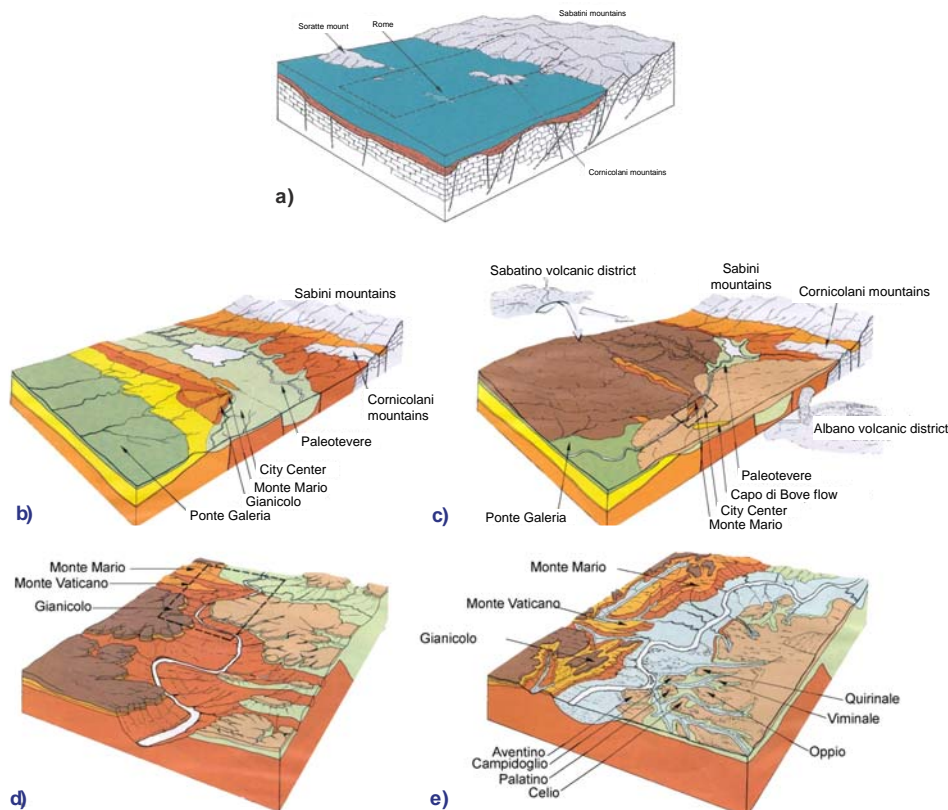 Sabatini mountains
Soratte mount
Rome
Cornicolani mountains
a)
Sabini mountains
Cornicolani
mountains
Paleotevere
City Center
Monte Mario
Gianicolo
Ponte Galeria
b)
Sabatino volcanic district
Sabini
mountains
Cornicolani mountains
Albano volcanic district
Paleotevere
Capo di Bove flow
City Center
Monte Mario
Ponte Galeria
c)
Monte Mario
Monte Vaticano
Gianicolo
d)
Monte Mario
Monte Vaticano
Gianicolo
Quirinale
Viminale
Oppio
Aventino
Campidoglio
Palatino
Celio
e)